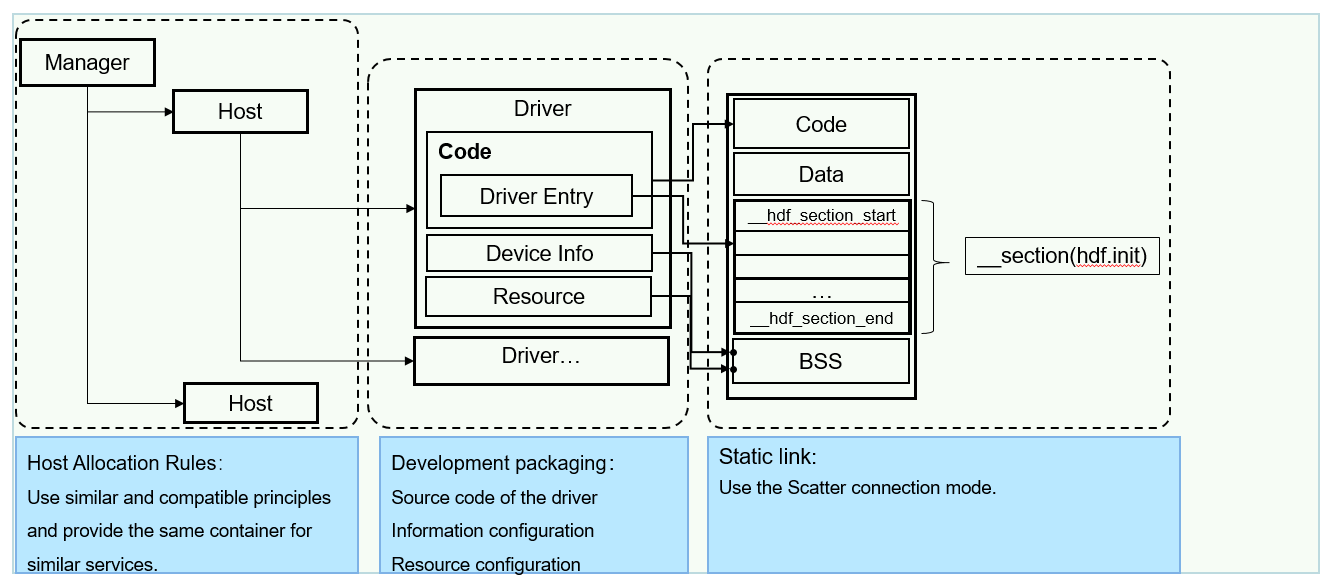 Manager
Host
Host
Driver
Code
Driver Entry
Device Info
Resource
Driver…
Code
Data
__hdf_section_start
…
__hdf_section_end
BSS
__section(hdf.init)
Host Allocation Rules:
Use similar and compatible principles
and provide the same container for
similar services.
Development packaging:
Source code of the driver
Information configuration
Resource configuration
Static link:
Use the Scatter connection mode.